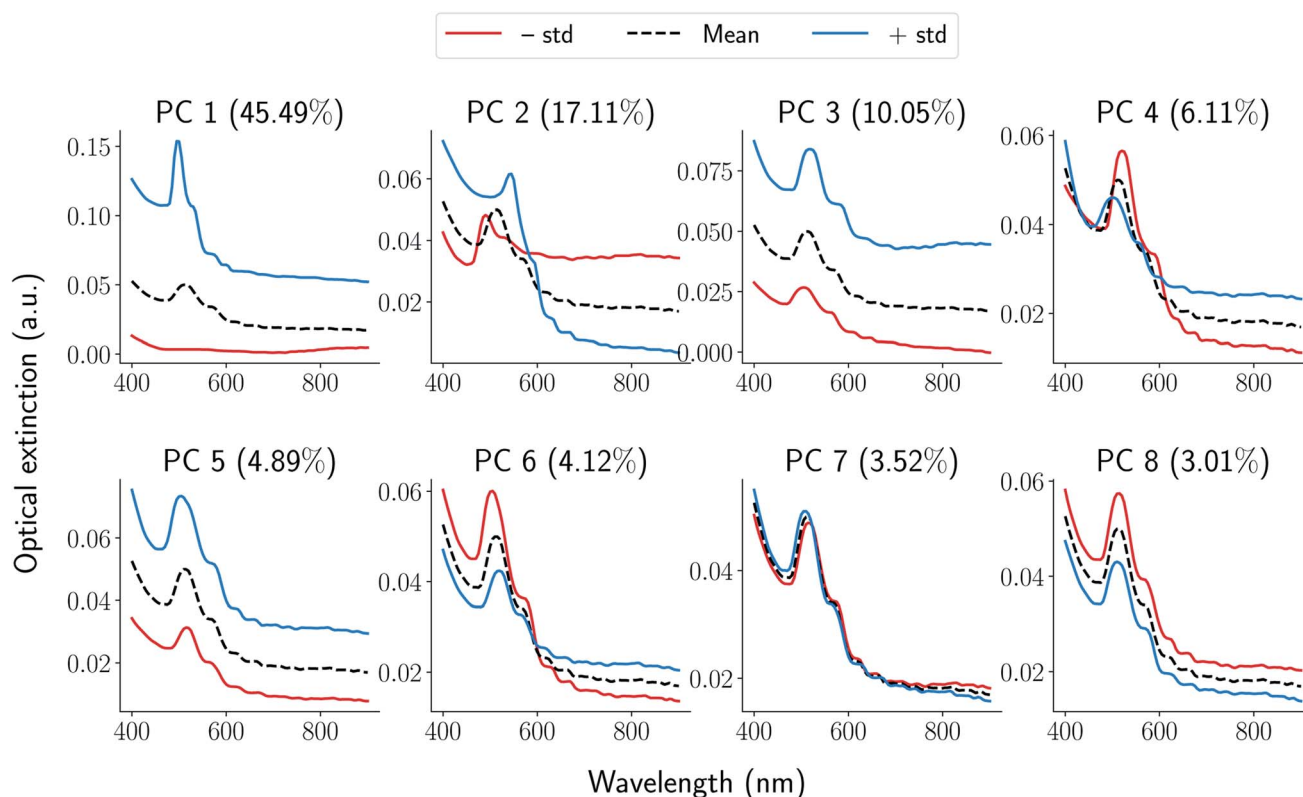 – std Mean + std
PC 1 (45.49%) PC 2 (17.11%) PC 3 (10.05%) PC 4 (6.11%)
0.15
0.10
0.05
0.00
400 600 800
0.06
0.04
0.02
400 600 800
0.075
0.050
0.025
0.000
400 600 800
0.06
0.04
0.02
400 600 800
Optical extinction (a.u.)
PC 5 (4.89%) PC 6 (4.12%) PC 7 (3.52%) PC 8 (3.01%)
0.06
0.04
0.02
400 600 800
0.06
0.04
0.02
400 600 800
0.04
0.02
400 600 800
0.06
0.04
0.02
400 600 800
Wavelength (nm)